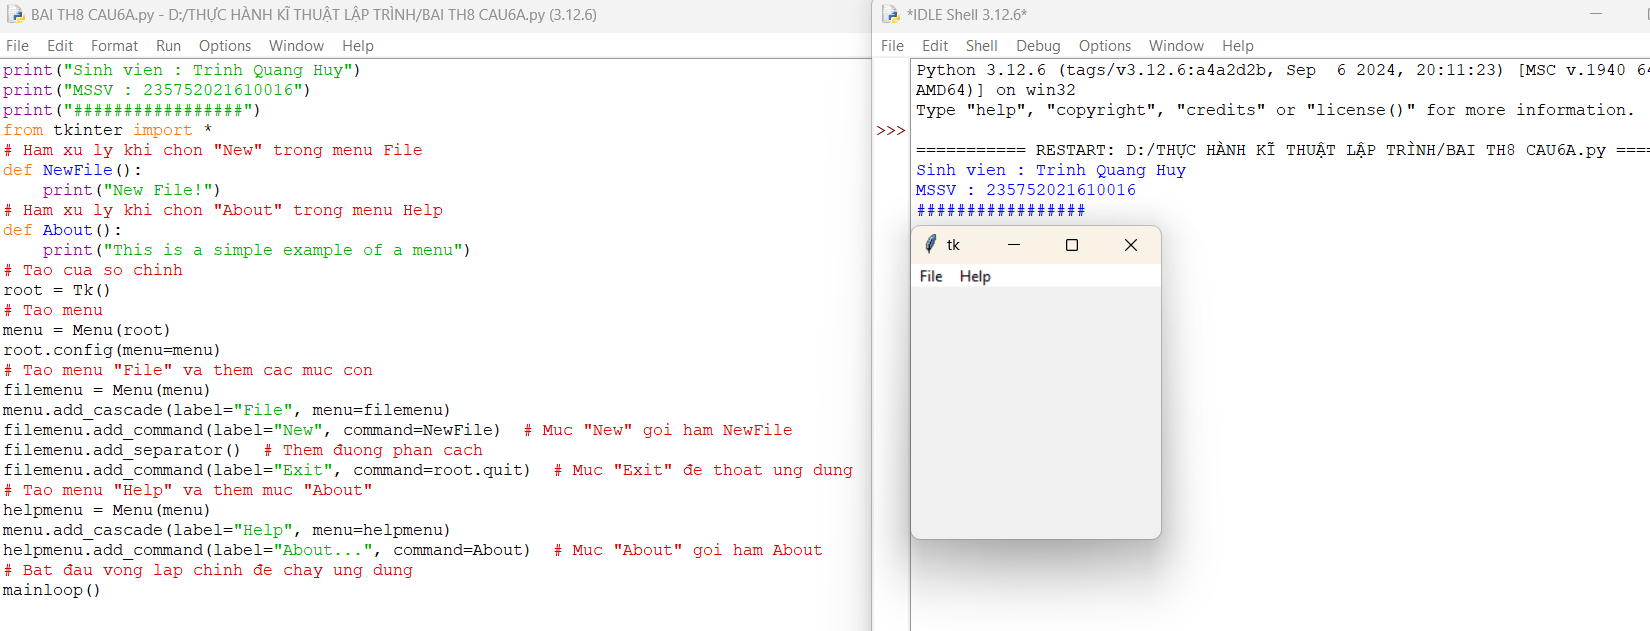 BAI TH8 CAU6A.py - D:/THỰC HÀNH KĨ THUẬT LẬP TRÌNH/BAI TH8 CAU6A.py (3.12.6)
File Edit Format Run Options Window Help
print("Sinh vien : Trinh Quang Huy")
print("MSSV : 235752021610016")
print("#################")
from tkinter import *
# Ham xu ly khi chon "New" trong menu File
def NewFile():
    print("New File!")
# Ham xu ly khi chon "About" trong menu Help
def About():
    print("This is a simple example of a menu")
# Tao cua so chinh
root = Tk()
# Tao menu
menu = Menu(root)
root.config(menu=menu)
# Tao menu "File" va them cac muc con
filemenu = Menu(menu)
menu.add_cascade(label="File", menu=filemenu)
filemenu.add_command(label="New", command=NewFile)  # Muc "New" goi ham NewFile
filemenu.add_separator()  # Them đuong phan cach
filemenu.add_command(label="Exit", command=root.quit)  # Muc "Exit" đe thoat ung dung
# Tao menu "Help" va them muc "About"
helpmenu = Menu(menu)
menu.add_cascade(label="Help", menu=helpmenu)
helpmenu.add_command(label="About...", command=About)  # Muc "About" goi ham About
# Bat đau vong lap chinh đe chay ung dung
mainloop()
*IDLE Shell 3.12.6*
File Edit Shell Debug Options Window Help
Python 3.12.6 (tags/v3.12.6:a4a2d2b, Sep  6 2024, 20:11:23) [MSC v.1940 64
AMD64)] on win32
Type "help", "copyright", "credits" or "license()" for more information.
>>>
=========== RESTART: D:/THỰC HÀNH KĨ THUẬT LẬP TRÌNH/BAI TH8 CAU6A.py ====
Sinh vien : Trinh Quang Huy
MSSV : 235752021610016
#################
tk
File Help